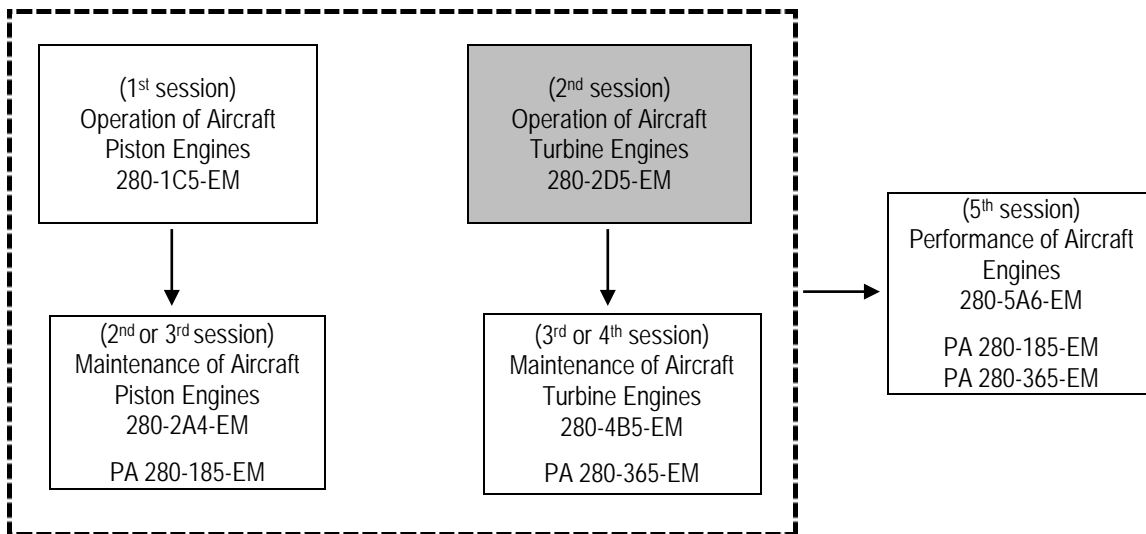 (1st session)
Operation of Aircraft
Piston Engines
280-1C5-EM
(2nd session)
Operation of Aircraft
Turbine Engines
280-2D5-EM
(2nd or 3rd session)
Maintenance of Aircraft
Piston Engines
280-2A4-EM
PA 280-185-EM
(3rd or 4th session)
Maintenance of Aircraft
Turbine Engines
280-4B5-EM
PA 280-365-EM
(5th session)
Performance of Aircraft
Engines
280-5A6-EM
PA 280-185-EM
PA 280-365-EM